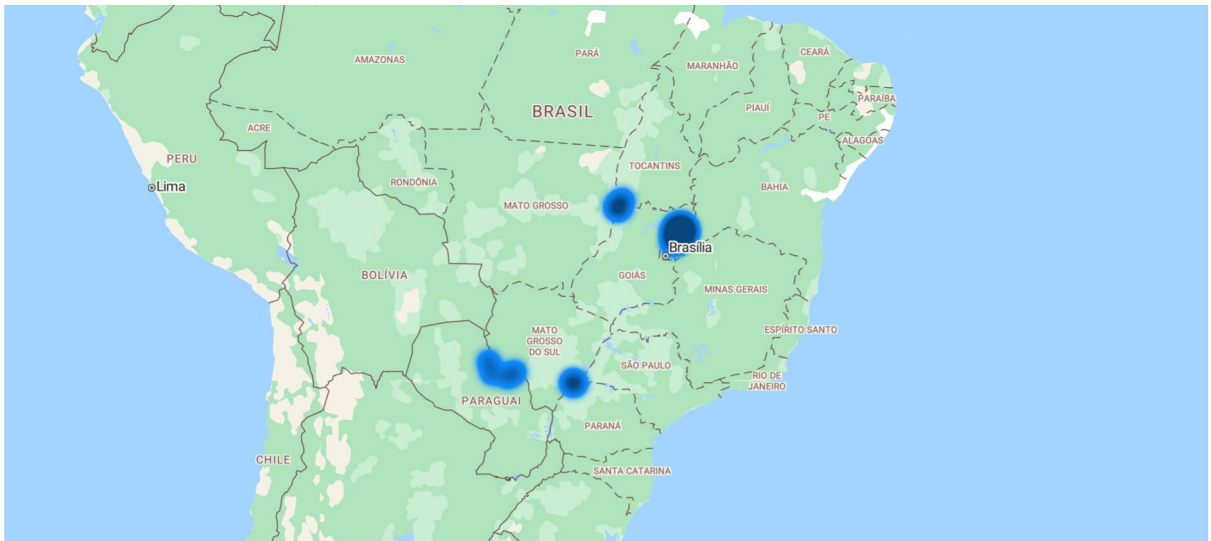 CEARÁ
PARÁ
AMAZONAS
MARANHÃO
PARAÍBA
PIAUÍ
BRASIL
PE
ACRE
ALAGOAS
PERU
TOCANTINS
RONDÔNIA
Lima
BAHIA
MATO GROSSO
Brasília
BOLÍVIA
GOIÁS
MINAS GERAIS
ESPÍRITO SANTO
MATO
GROSSO
DO SUL
SÃO PAULO
RIO DE
JANEIRO
PARAGUAI
PARANÁ
CHILE
SANTA CATARINA